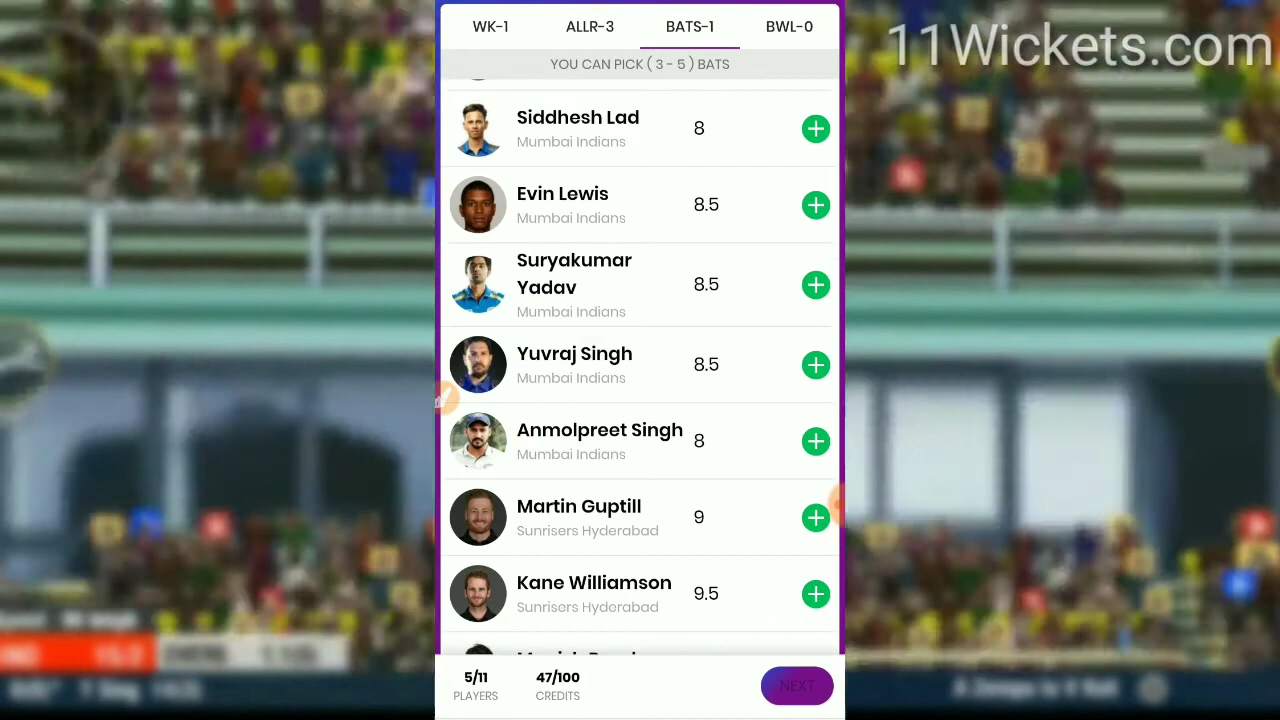 11Wickets.com
WK-1 ALLR-3 BATS-1 BWL-0
YOU CAN PICK ( 3 - 5 ) BATS
Siddhesh Lad
Mumbai Indians
8
Evin Lewis
Mumbai Indians
8.5
Suryakumar
Yadav
Mumbai Indians
8.5
Yuvraj Singh
Mumbai Indians
8.5
Anmolpreet Singh
Mumbai Indians
8
Martin Guptill
Sunrisers Hyderabad
9
Kane Williamson
Sunrisers Hyderabad
9.5
5/11 47/100
PLAYERS CREDITS
NEXT